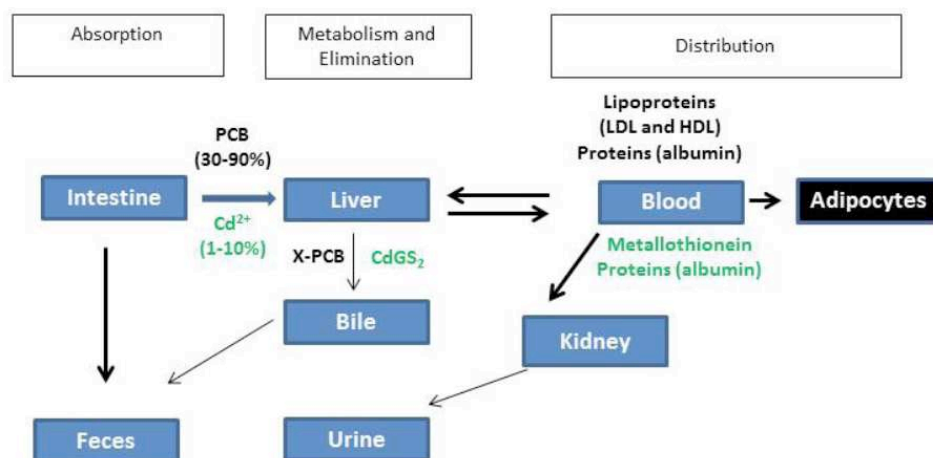 Absorption
Metabolism and
Elimination
Distribution
Lipoproteins
(LDL and HDL)
Proteins (albumin)
PCB
(30-90%)
Intestine
Liver
Blood
Adipocytes
Cd²⁺
(1-10%)
Metallothionein
Proteins (albumin)
X-PCB
CdGS₂
Bile
Kidney
Feces
Urine